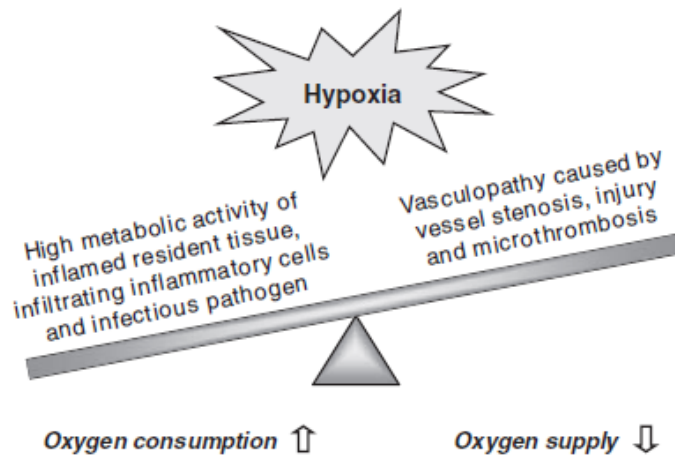 Hypoxia
High metabolic activity of
inflamed resident tissue,
infiltrating inflammatory cells
and infectious pathogen
Vasculopathy caused by
vessel stenosis, injury
and microthrombosis
Oxygen consumption ⇧
Oxygen supply ⇩